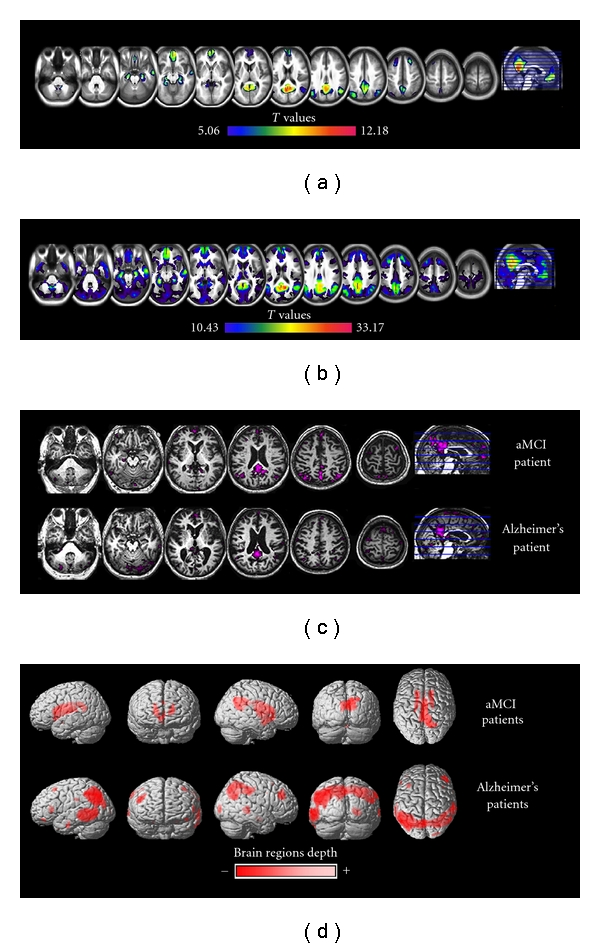 T values
5.06 12.18
( a )
T values
10.43 33.17
( b )
aMCI
patient
Alzheimer's
patient
( c )
aMCI
patients
Alzheimer's
patients
Brain regions depth
− +
( d )